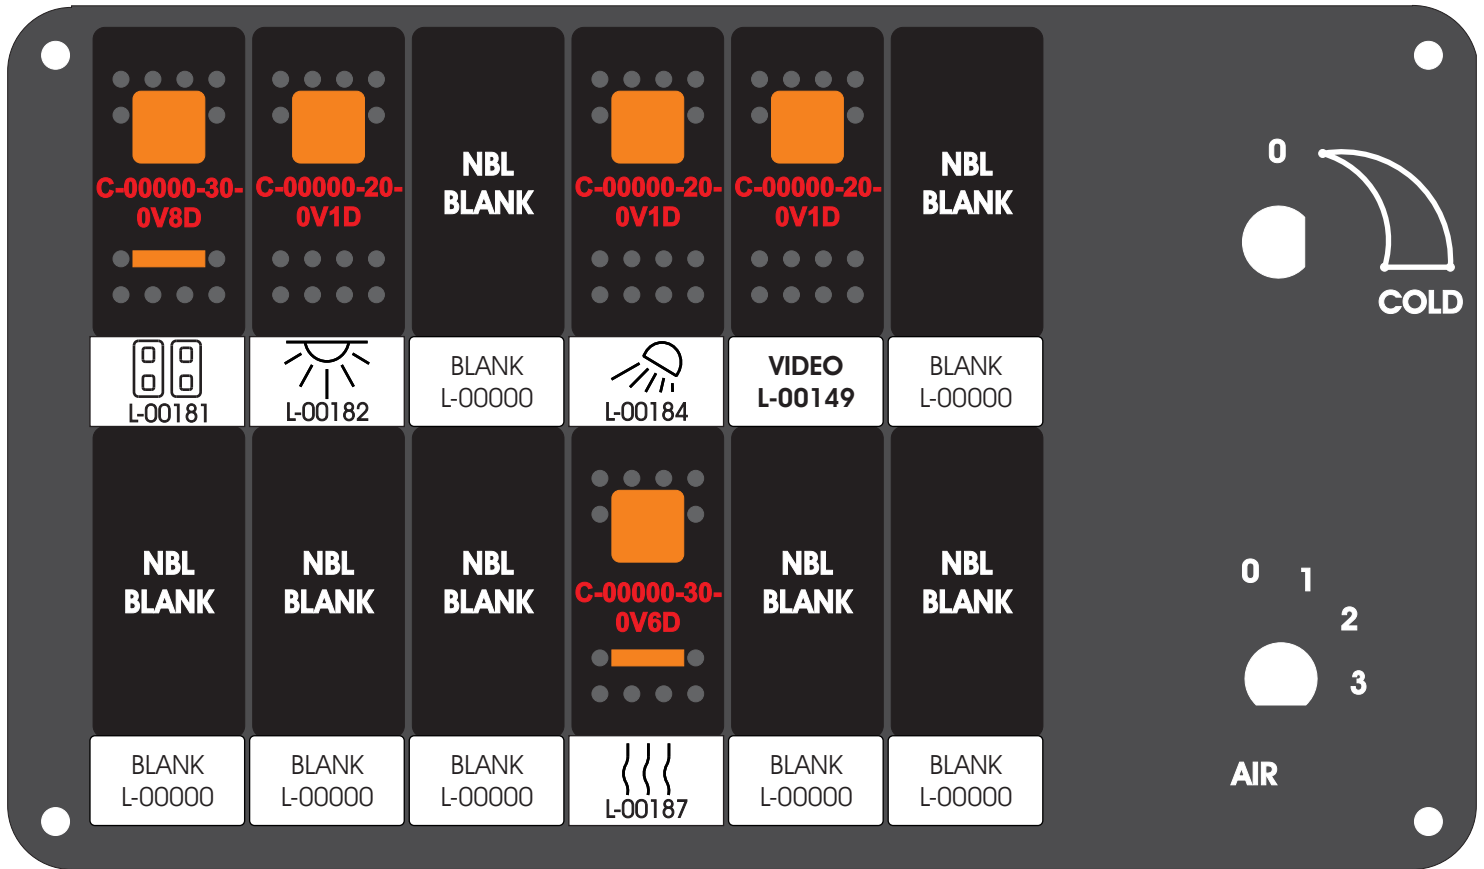 C-00000-30-
0V8D
C-00000-20-
0V1D
NBL
BLANK
C-00000-20-
0V1D
C-00000-20-
0V1D
NBL
BLANK
L-00181
L-00182
BLANK
L-00000
L-00184
VIDEO
L-00149
BLANK
L-00000
NBL
BLANK
NBL
BLANK
NBL
BLANK
C-00000-30-
0V6D
NBL
BLANK
NBL
BLANK
BLANK
L-00000
BLANK
L-00000
BLANK
L-00000
L-00187
BLANK
L-00000
BLANK
L-00000
0
COLD
0
1
2
3
AIR